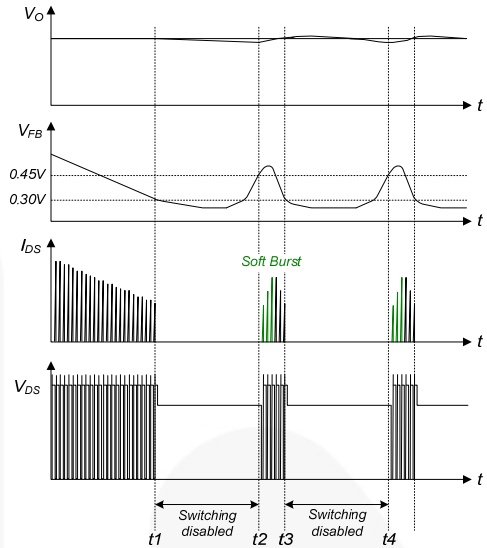 VO
t
VFB
0.45V
0.30V
t
IDS
Soft Burst
t
VDS
t
Switching
disabled
Switching
disabled
t1
t2
t3
t4